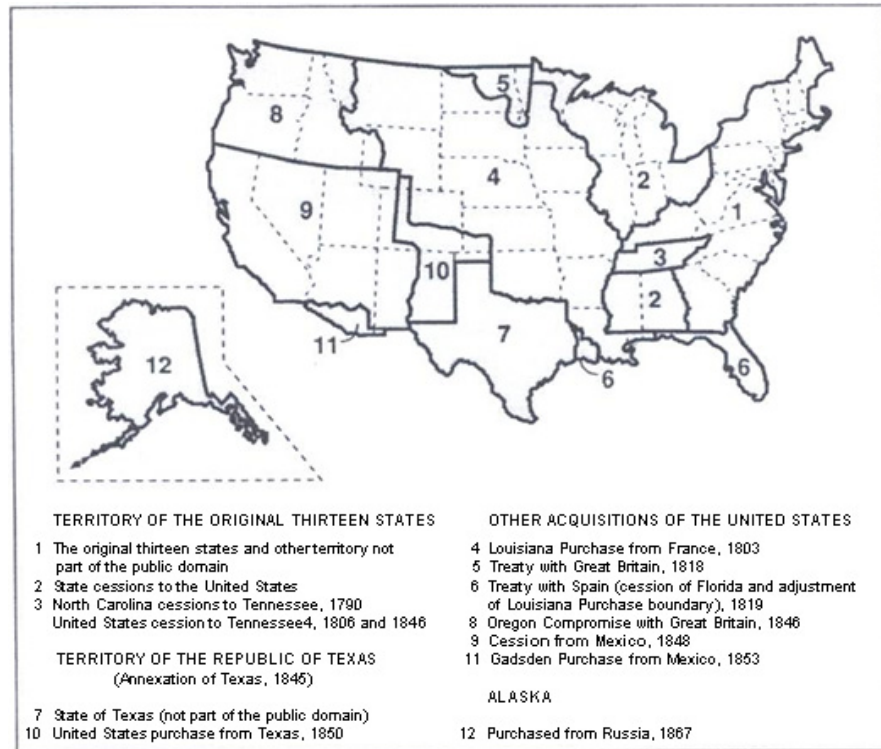 5
8
4
2
9
1
3
10
2
7
11
6
6
12
TERRITORY OF THE ORIGINAL THIRTEEN STATES
1 The original thirteen states and other territory not
part of the public domain
2 State cessions to the United States
3 North Carolina cessions to Tennessee, 1790
United States cession to Tennessee4, 1806 and 1846
TERRITORY OF THE REPUBLIC OF TEXAS
(Annexation of Texas, 1845)
7 State of Texas (not part of the public domain)
10 United States purchase from Texas, 1850
OTHER ACQUISITIONS OF THE UNITED STATES
4 Louisiana Purchase from France, 1803
5 Treaty with Great Britain, 1818
6 Treaty with Spain (cession of Florida and adjustment
of Louisiana Purchase boundary), 1819
8 Oregon Compromise with Great Britain, 1846
9 Cession from Mexico, 1848
11 Gadsden Purchase from Mexico, 1853
ALASKA
12 Purchased from Russia, 1867